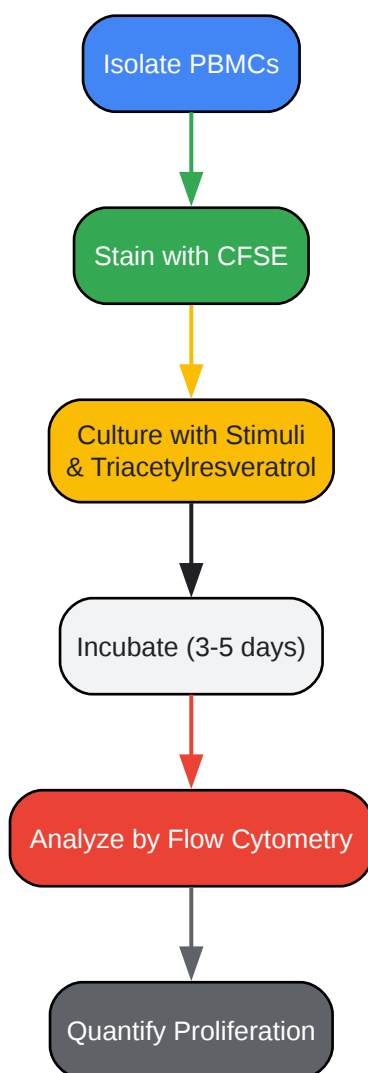 Isolate PBMCs
Stain with CFSE
Culture with Stimuli
& Triacetylresveratrol
Incubate (3-5 days)
Analyze by Flow Cytometry
Quantify Proliferation